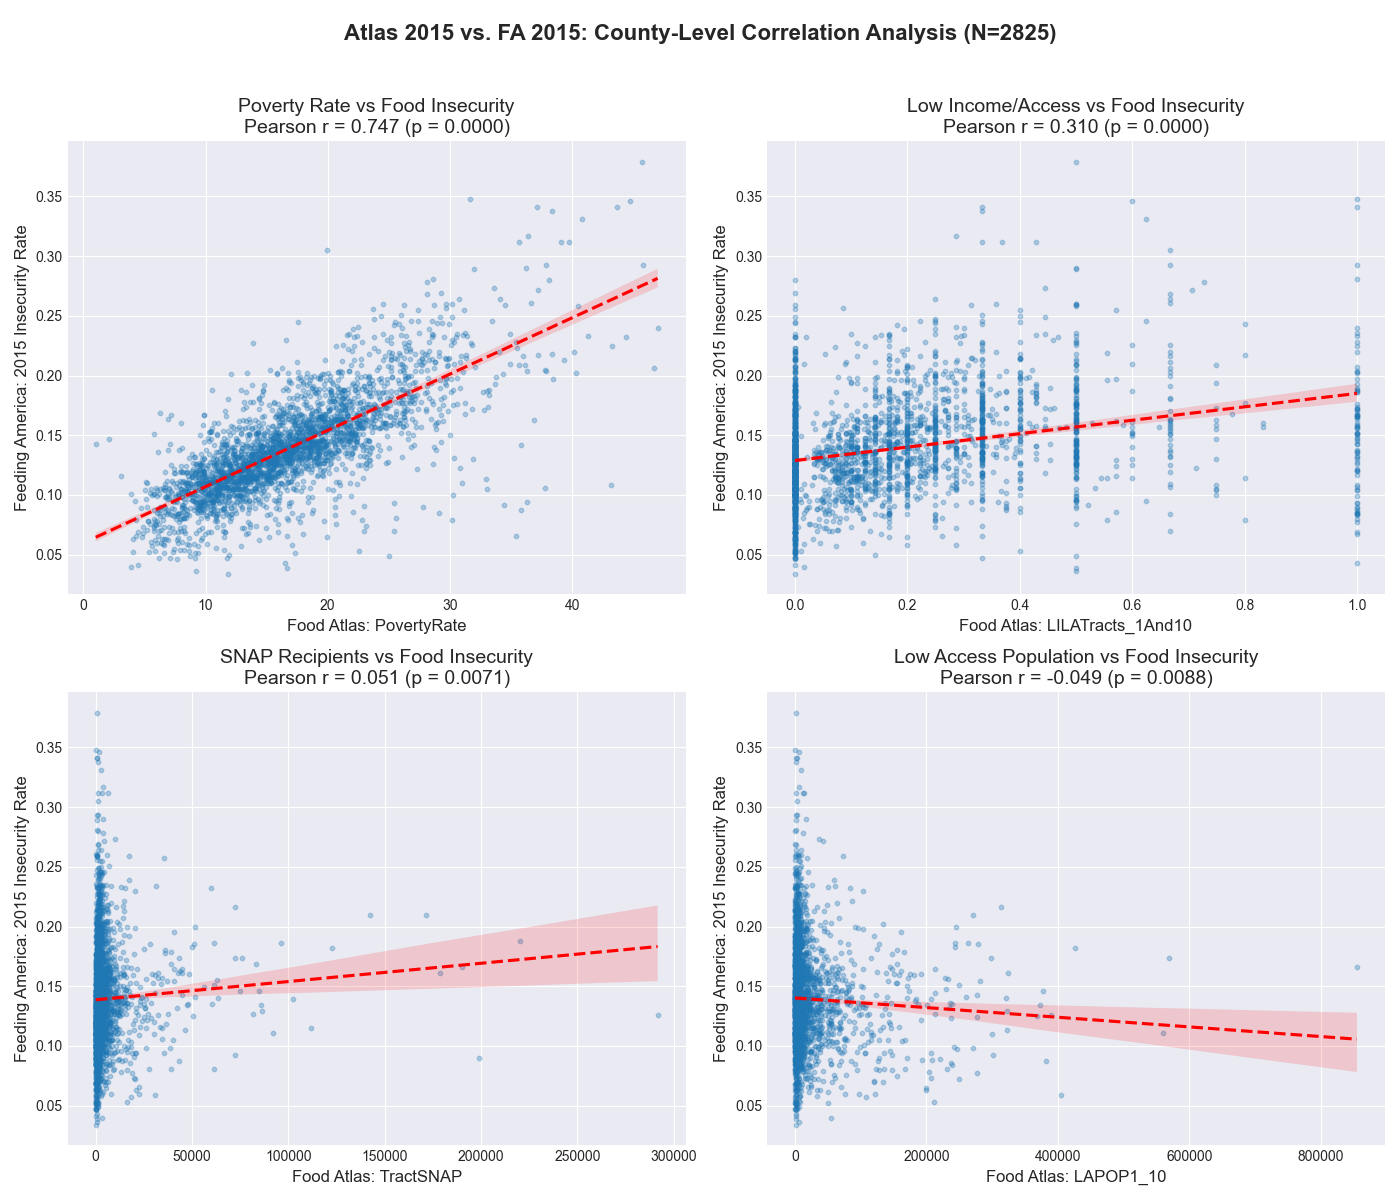 Atlas 2015 vs. FA 2015: County-Level Correlation Analysis (N=2825)
Poverty Rate vs Food Insecurity
Pearson r = 0.747 (p = 0.0000)
Feeding America: 2015 Insecurity Rate
0.35
0.30
0.25
0.20
0.15
0.10
0.05
0 10 20 30 40
Food Atlas: PovertyRate
Low Income/Access vs Food Insecurity
Pearson r = 0.310 (p = 0.0000)
Feeding America: 2015 Insecurity Rate
0.35
0.30
0.25
0.20
0.15
0.10
0.05
0.0 0.2 0.4 0.6 0.8 1.0
Food Atlas: LILATracts_1And10
SNAP Recipients vs Food Insecurity
Pearson r = 0.051 (p = 0.0071)
Feeding America: 2015 Insecurity Rate
0.35
0.30
0.25
0.20
0.15
0.10
0.05
0 50000 100000 150000 200000 250000 300000
Food Atlas: TractSNAP
Low Access Population vs Food Insecurity
Pearson r = -0.049 (p = 0.0088)
Feeding America: 2015 Insecurity Rate
0.35
0.30
0.25
0.20
0.15
0.10
0.05
0 200000 400000 600000 800000
Food Atlas: LAPOP1_10